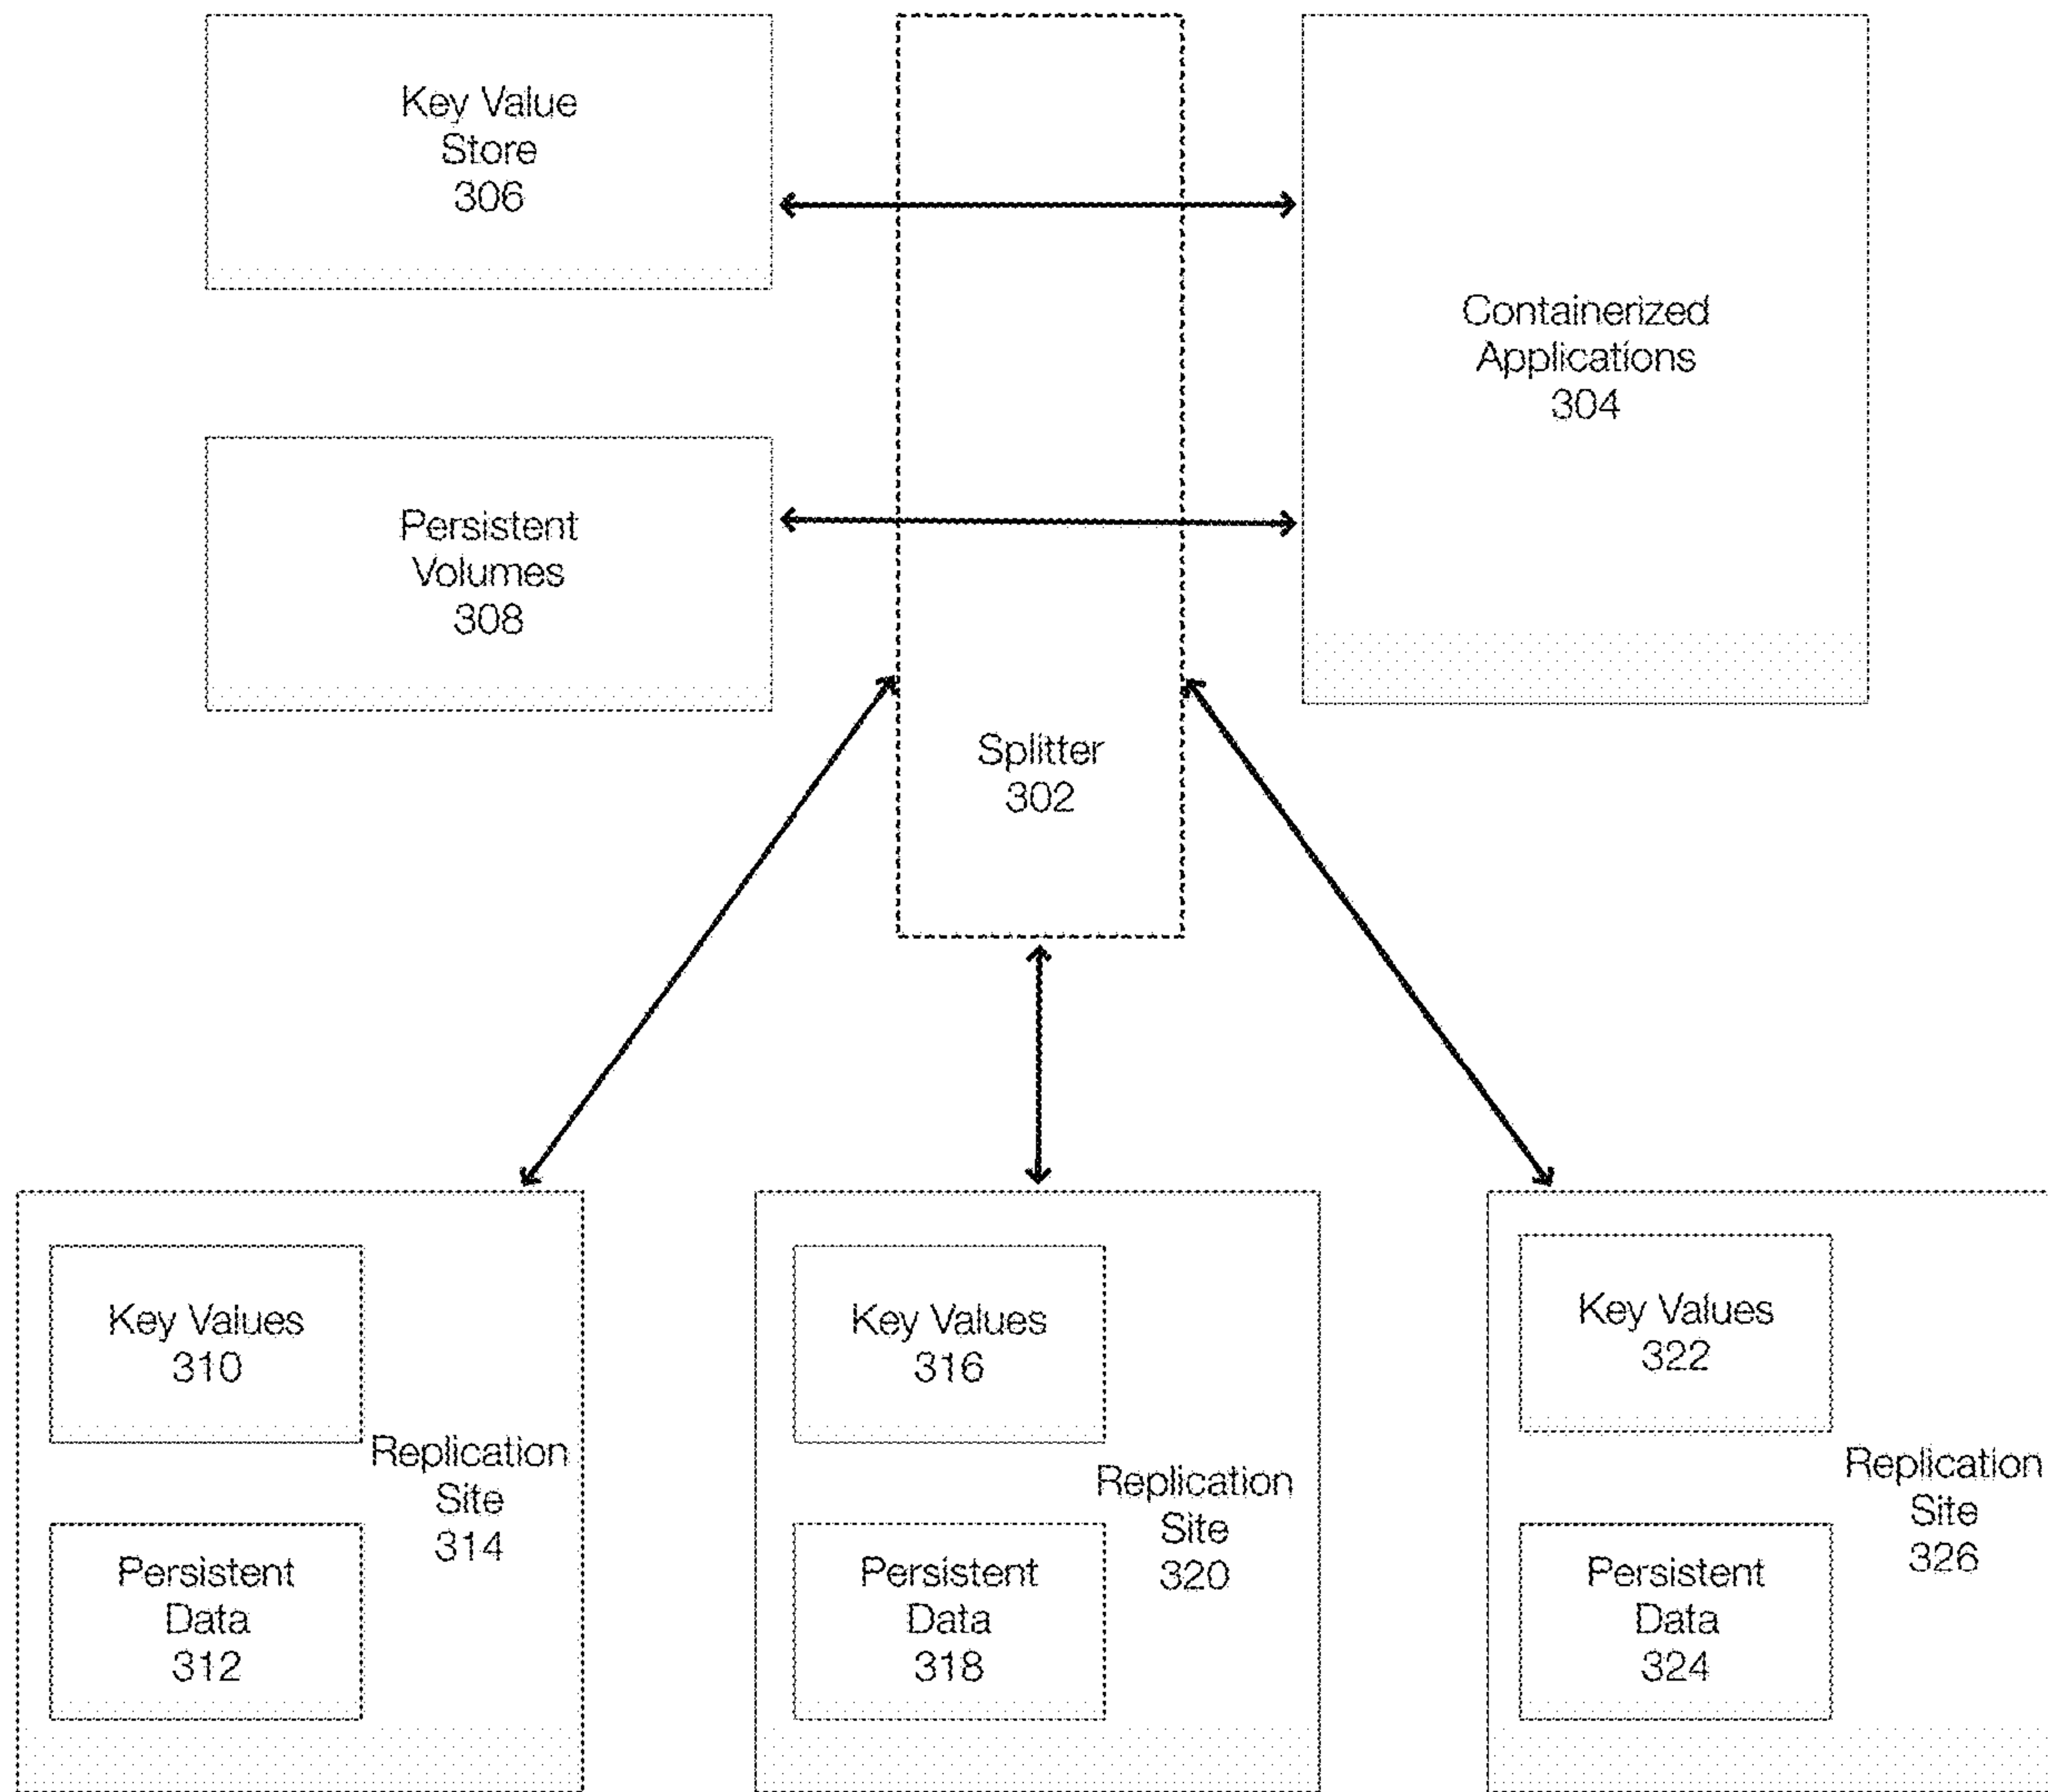 Key Value
Store
306
Containerized
Applications
304
Persistent
Volumes
308
Splitter
302
Key Values
310
Replication
Site
314
Persistent
Data
312
Key Values
316
Replication
Site
320
Persistent
Data
318
Key Values
322
Replication
Site
326
Persistent
Data
324